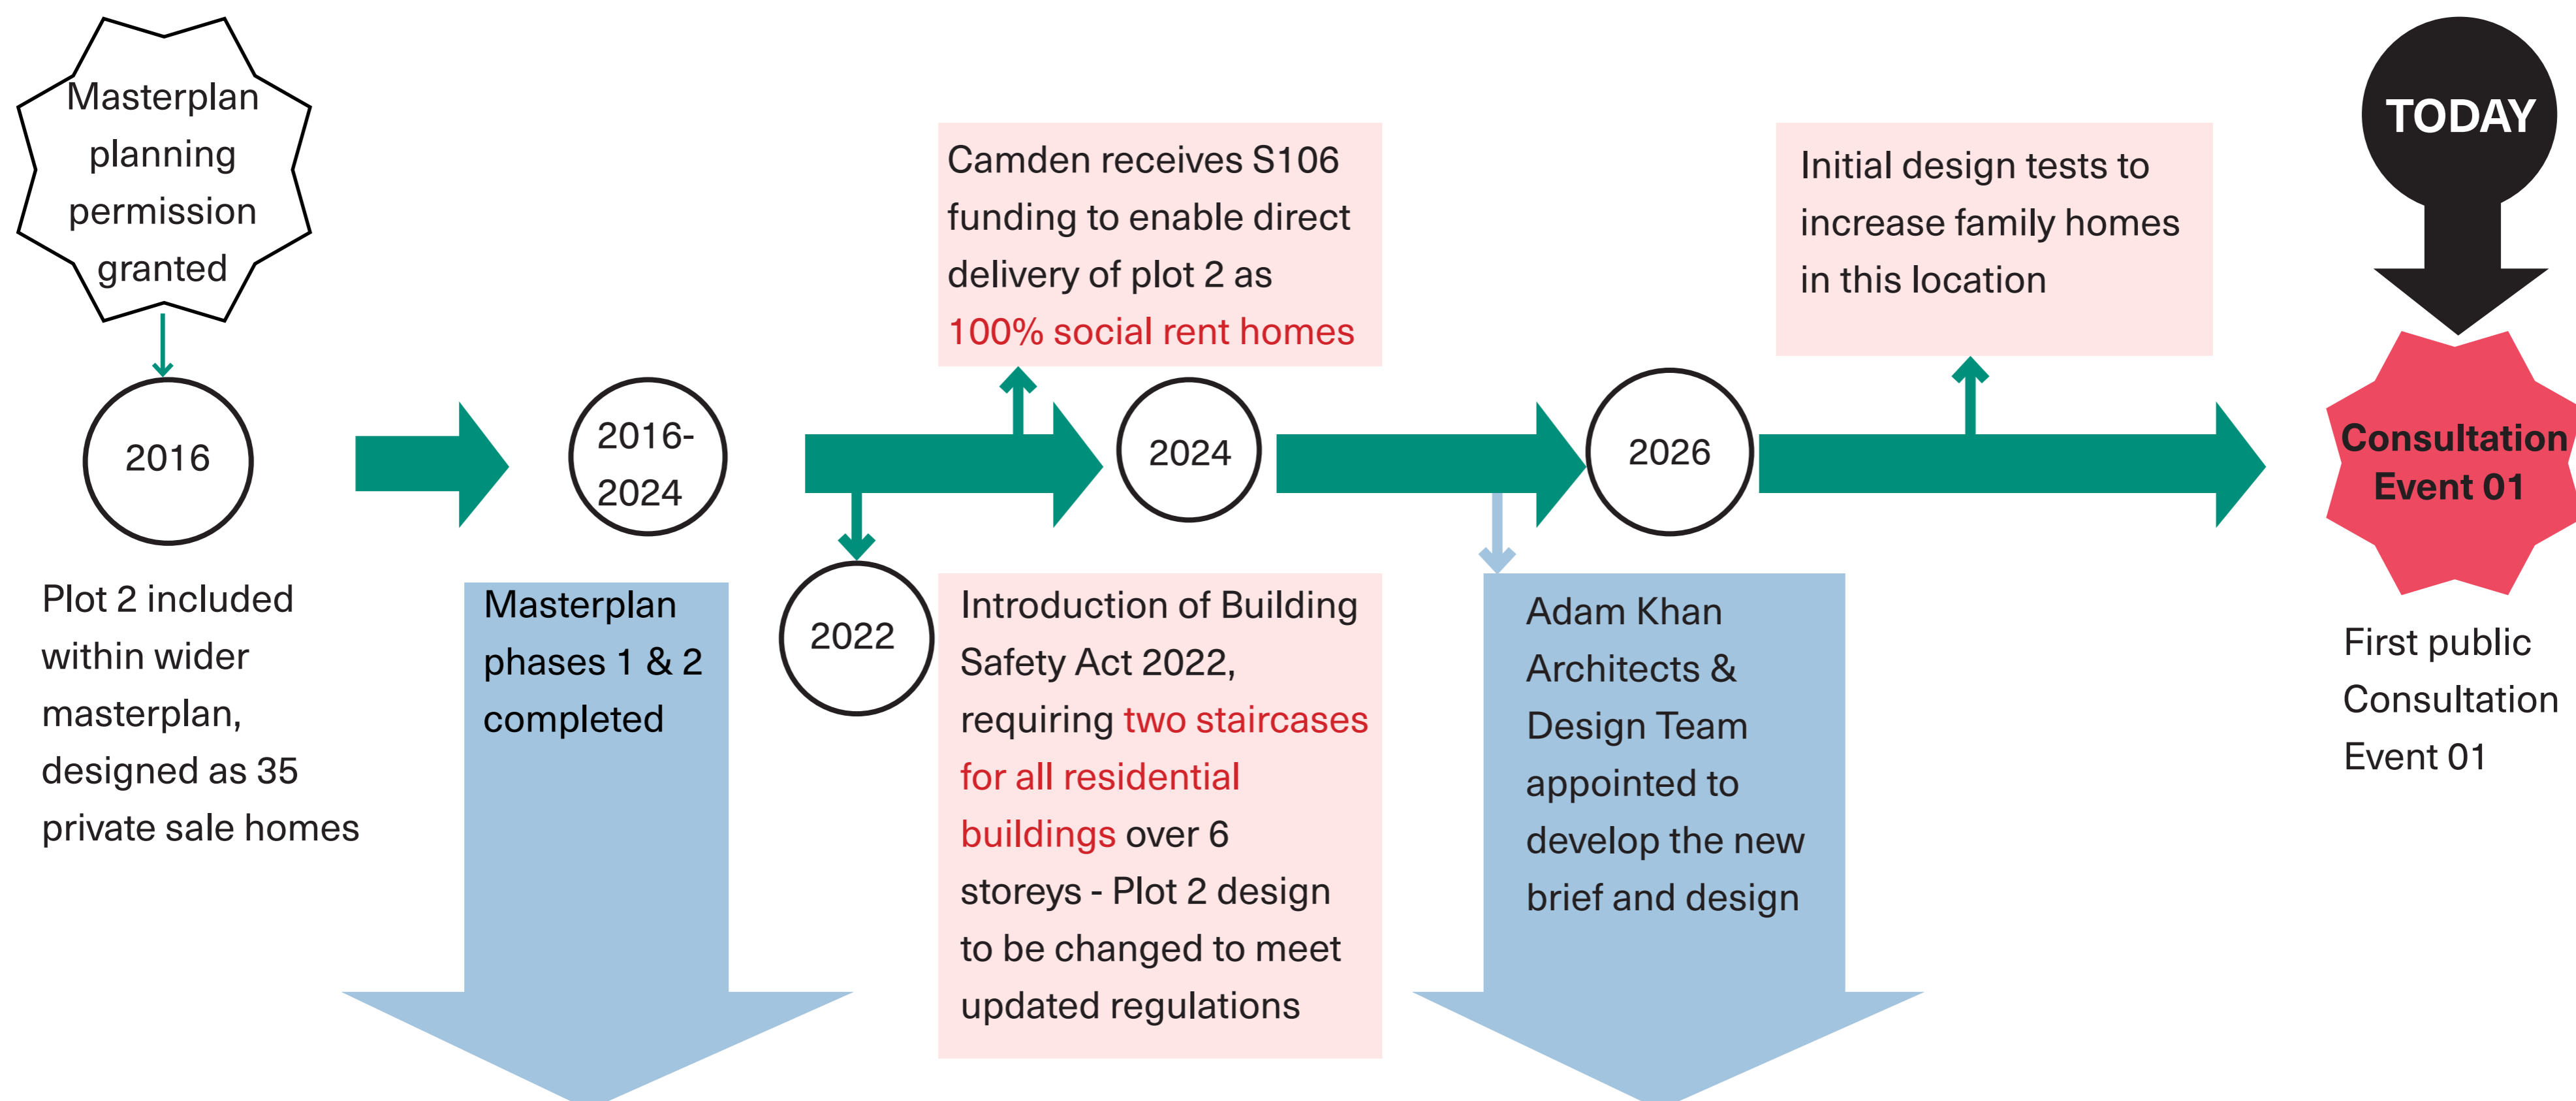 Masterplan
planning
permission
granted
2016
Plot 2 included
within wider
masterplan,
designed as 35
private sale homes
2016-
2024
Masterplan
phases 1 & 2
completed
Camden receives S106
funding to enable direct
delivery of plot 2 as
100% social rent homes
2022
Introduction of Building
Safety Act 2022,
requiring two staircases
for all residential
buildings over 6
storeys - Plot 2 design
to be changed to meet
updated regulations
2024
Adam Khan
Architects &
Design Team
appointed to
develop the new
brief and design
2026
Initial design tests to
increase family homes
in this location
TODAY
Consultation
Event 01
First public
Consultation
Event 01